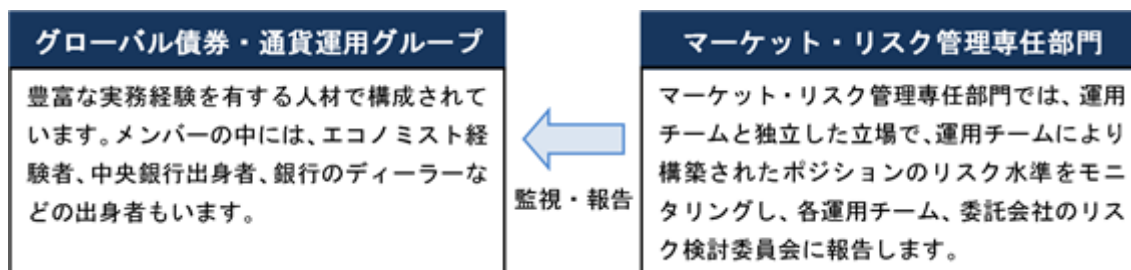 グローバル債券・通貨運用グループ
豊富な実務経験を有する人材で構成されて
います。メンバーの中には、エコノミスト経
験者、中央銀行出身者、銀行のディーラーな
どの出身者もいます。
監視・報告
マーケット・リスク管理専任部門
マーケット・リスク管理専任部門では、運用
チームと独立した立場で、運用チームにより
構築されたポジションのリスク水準をモニ
タリングし、各運用チーム、委託会社のリス
ク検討委員会に報告します。